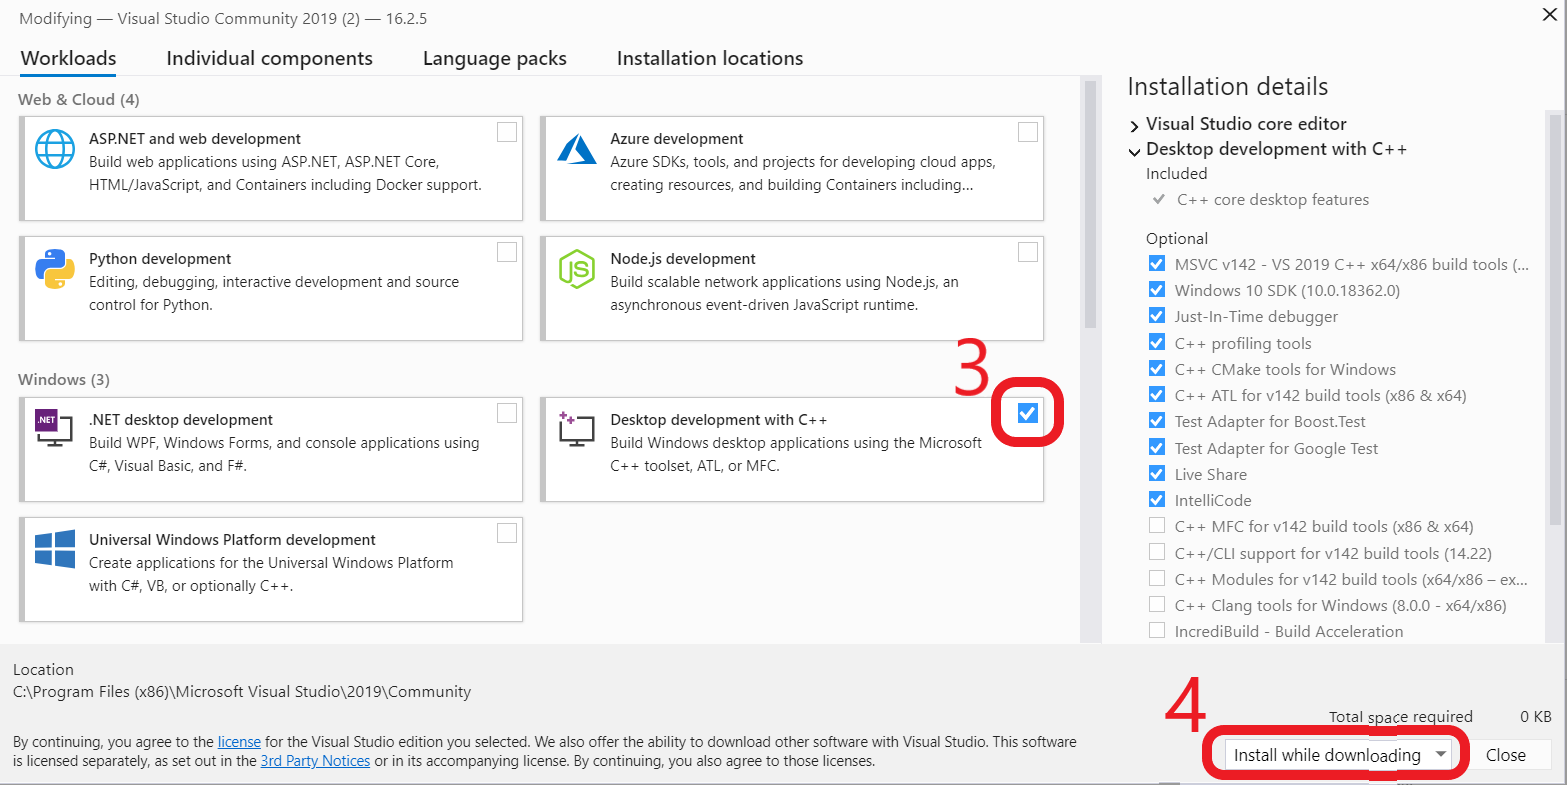 Modifying — Visual Studio Community 2019 (2) — 16.2.5
Workloads Individual components Language packs Installation locations
Web & Cloud (4)
ASP.NET and web development
Build web applications using ASP.NET, ASP.NET Core,
HTML/JavaScript, and Containers including Docker support.
Azure development
Azure SDKs, tools, and projects for developing cloud apps,
creating resources, and building Containers including...
Python development
Editing, debugging, interactive development and source
control for Python.
Node.js development
Build scalable network applications using Node.js, an
asynchronous event-driven JavaScript runtime.
Windows (3)
.NET
.NET desktop development
Build WPF, Windows Forms, and console applications using
C#, Visual Basic, and F#.
3
Desktop development with C++
Build Windows desktop applications using the Microsoft
C++ toolset, ATL, or MFC.
Universal Windows Platform development
Create applications for the Universal Windows Platform
with C#, VB, or optionally C++.
Installation details
Visual Studio core editor
Desktop development with C++
Included
C++ core desktop features
Optional
MSVC v142 - VS 2019 C++ x64/x86 build tools (...
Windows 10 SDK (10.0.18362.0)
Just-In-Time debugger
C++ profiling tools
C++ CMake tools for Windows
C++ ATL for v142 build tools (x86 & x64)
Test Adapter for Boost.Test
Test Adapter for Google Test
Live Share
IntelliCode
C++ MFC for v142 build tools (x86 & x64)
C++/CLI support for v142 build tools (14.22)
C++ Modules for v142 build tools (x64/x86 – ex...
C++ Clang tools for Windows (8.0.0 - x64/x86)
IncrediBuild - Build Acceleration
Location
C:\Program Files (x86)\Microsoft Visual Studio\2019\Community
By continuing, you agree to the license for the Visual Studio edition you selected. We also offer the ability to download other software with Visual Studio. This software
is licensed separately, as set out in the 3rd Party Notices or in its accompanying license. By continuing, you also agree to those licenses.
4
Total space required 0 KB
Install while downloading Close